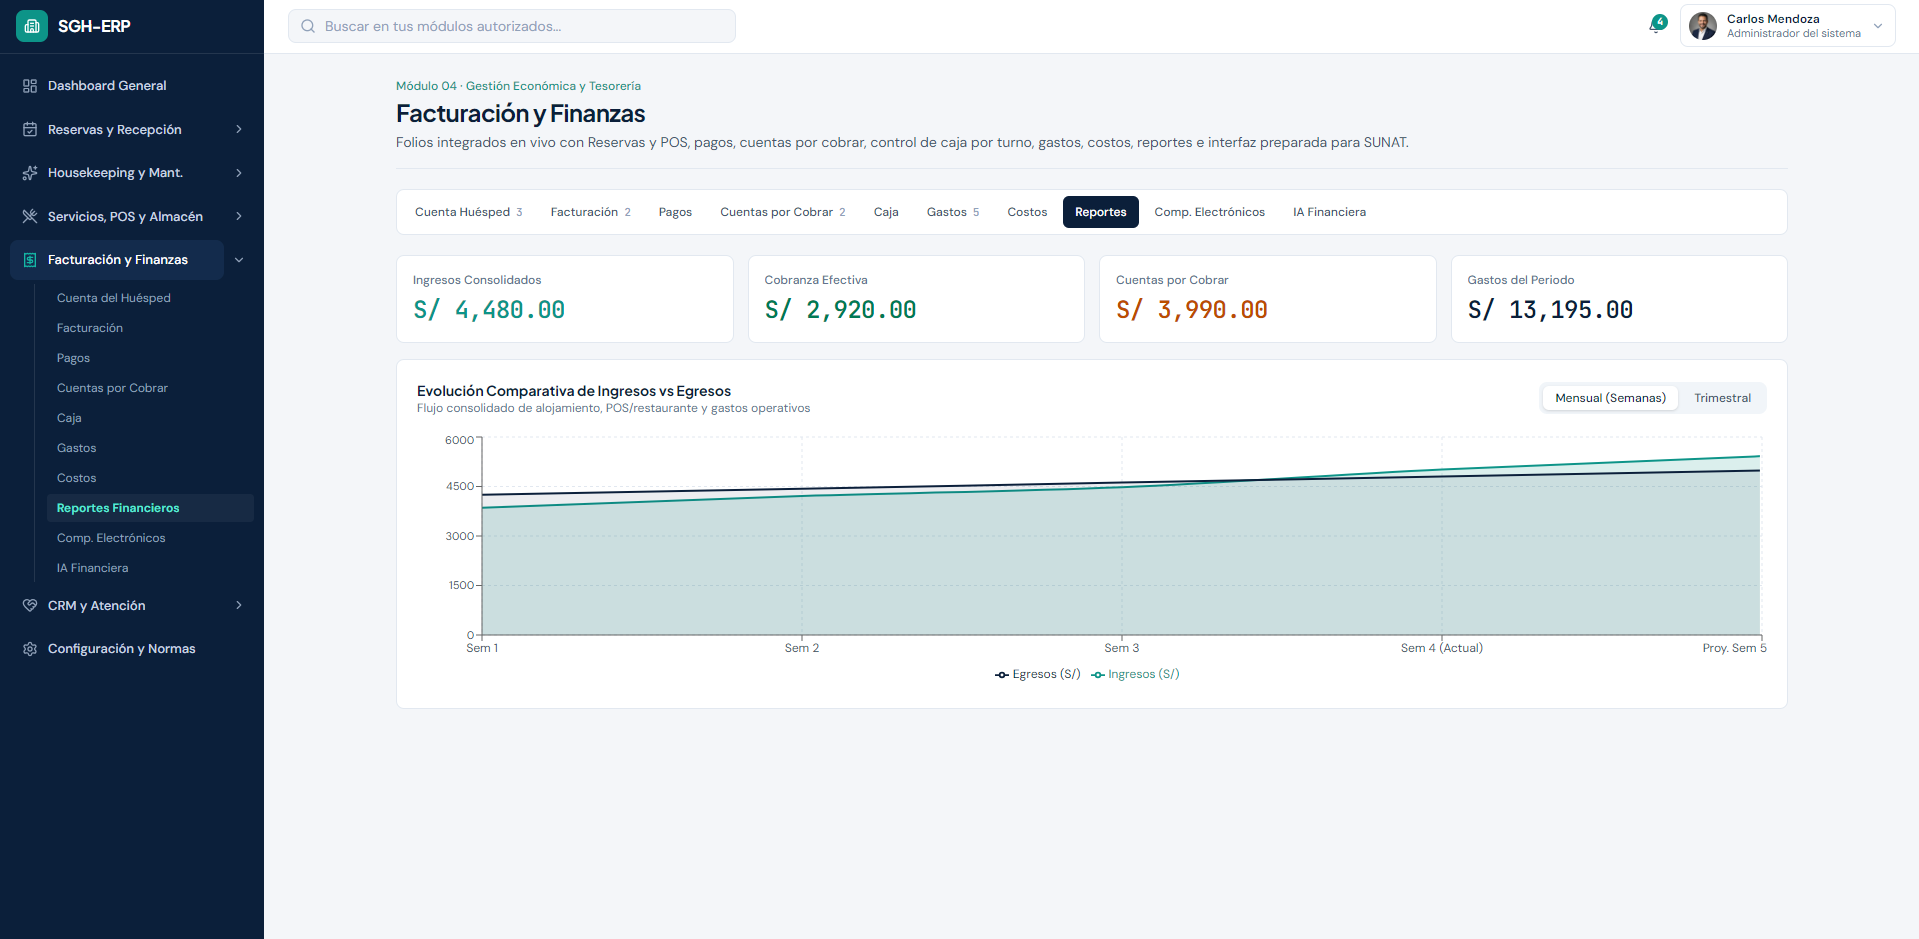 SGH-ERP
Buscar en tus módulos autorizados...
4
Carlos Mendoza
Administrador del sistema
Dashboard General
Reservas y Recepción
Housekeeping y Mant.
Servicios, POS y Almacén
Facturación y Finanzas
Cuenta del Huésped
Facturación
Pagos
Cuentas por Cobrar
Caja
Gastos
Costos
Reportes Financieros
Comp. Electrónicos
IA Financiera
CRM y Atención
Configuración y Normas
Módulo 04 · Gestión Económica y Tesorería
Facturación y Finanzas
Folios integrados en vivo con Reservas y POS, pagos, cuentas por cobrar, control de caja por turno, gastos, costos, reportes e interfaz preparada para SUNAT.
Cuenta Huésped 3 Facturación 2 Pagos Cuentas por Cobrar 2 Caja Gastos 5 Costos Reportes Comp. Electrónicos IA Financiera
Ingresos Consolidados
S/ 4,480.00
Cobranza Efectiva
S/ 2,920.00
Cuentas por Cobrar
S/ 3,990.00
Gastos del Periodo
S/ 13,195.00
Evolución Comparativa de Ingresos vs Egresos
Flujo consolidado de alojamiento, POS/restaurante y gastos operativos
Mensual (Semanas) Trimestral
6000
4500
3000
1500
0
Sem 1 Sem 2 Sem 3 Sem 4 (Actual) Proy. Sem 5
Egresos (S/) Ingresos (S/)